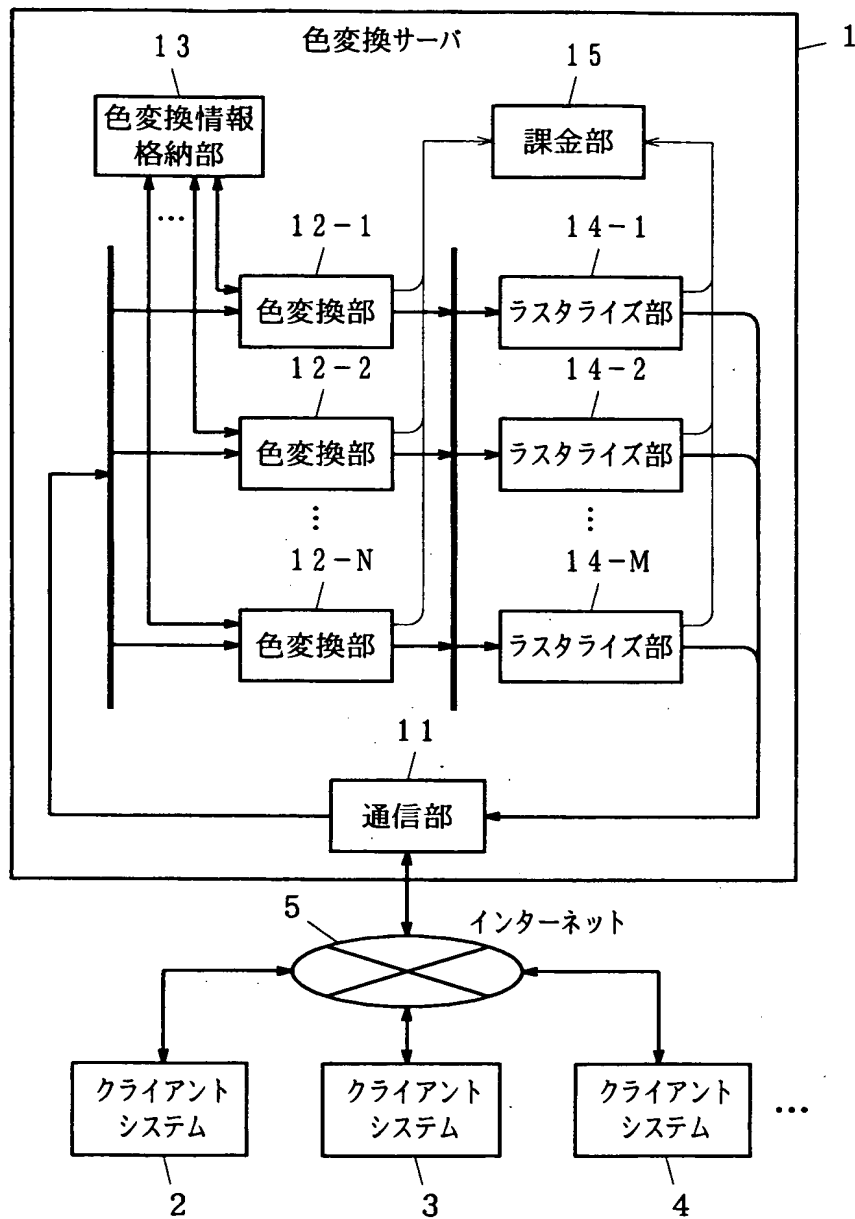 色変換サーバ
1
13
色変換情報
格納部
15
課金部
…
12-1
色変換部
14-1
ラスタライズ部
12-2
色変換部
14-2
ラスタライズ部
⋮
⋮
12-N
色変換部
14-M
ラスタライズ部
11
通信部
5
インターネット
クライアント
システム
2
クライアント
システム
3
クライアント
システム
4
…